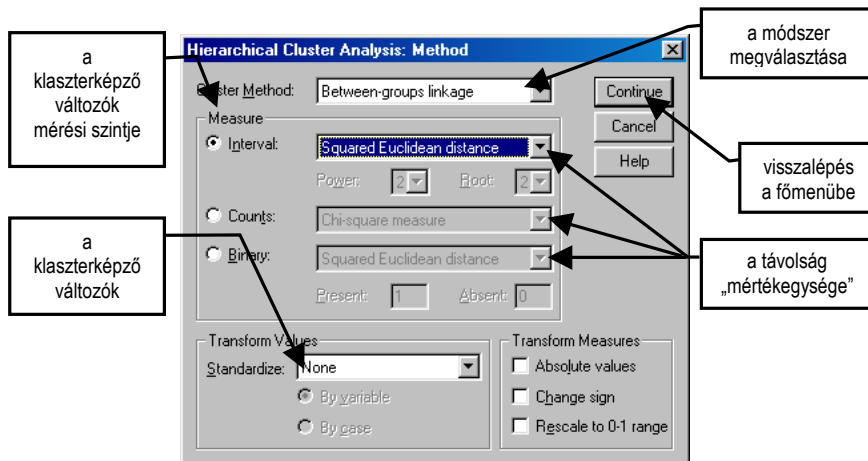 a
klaszterképző
változók
mérési szintje
a módszer
megválasztása
Hierarchical Cluster Analysis: Method
Cluster Method:
Between-groups linkage
Continue
Cancel
Help
Measure
Interval:
Squared Euclidean distance
Power:
2
Root:
2
Counts:
Chi-square measure
Binary:
Squared Euclidean distance
Present:
1
Absent:
0
visszalépés
a főmenübe
a
klaszterképző
változók
a távolság
„mértékegysége”
Transform Values
Standardize:
None
By variable
By case
Transform Measures
Absolute values
Change sign
Rescale to 0-1 range